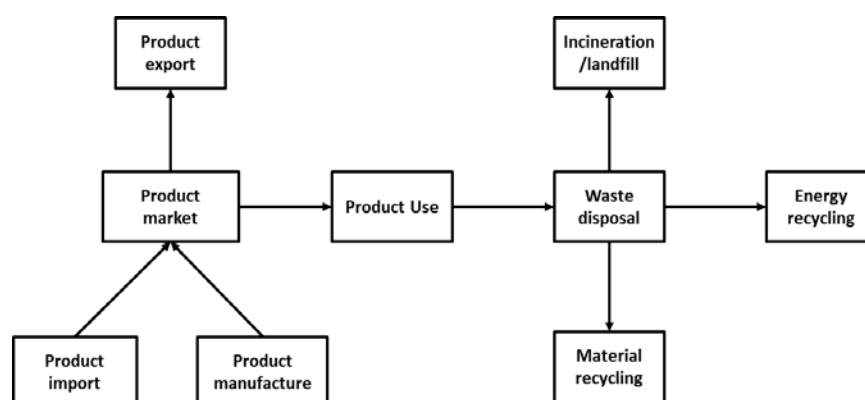 Product
export
Incineration
/landfill
Product
market
Product Use
Waste
disposal
Energy
recycling
Product
import
Product
manufacture
Material
recycling